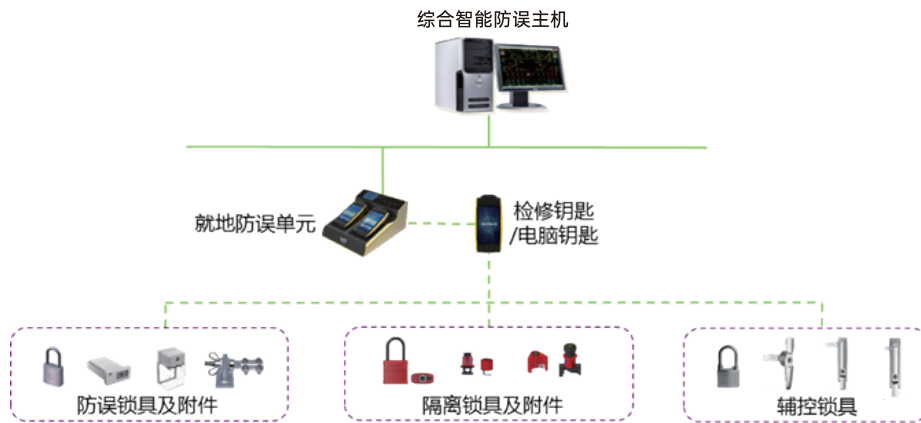 综合智能防误主机
就地防误单元
检修钥匙
/电脑钥匙
防误锁具及附件
隔离锁具及附件
辅控锁具